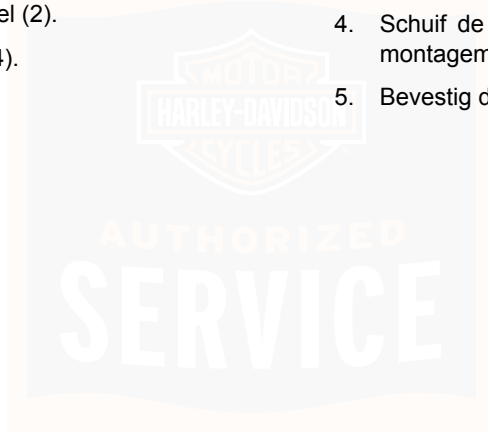 el (2).
4).
4. Schuif de
montagem
5. Bevestig d
MOTOR
HARLEY-DAVIDSON
CYCLES
AUTHORIZED
SERVICE